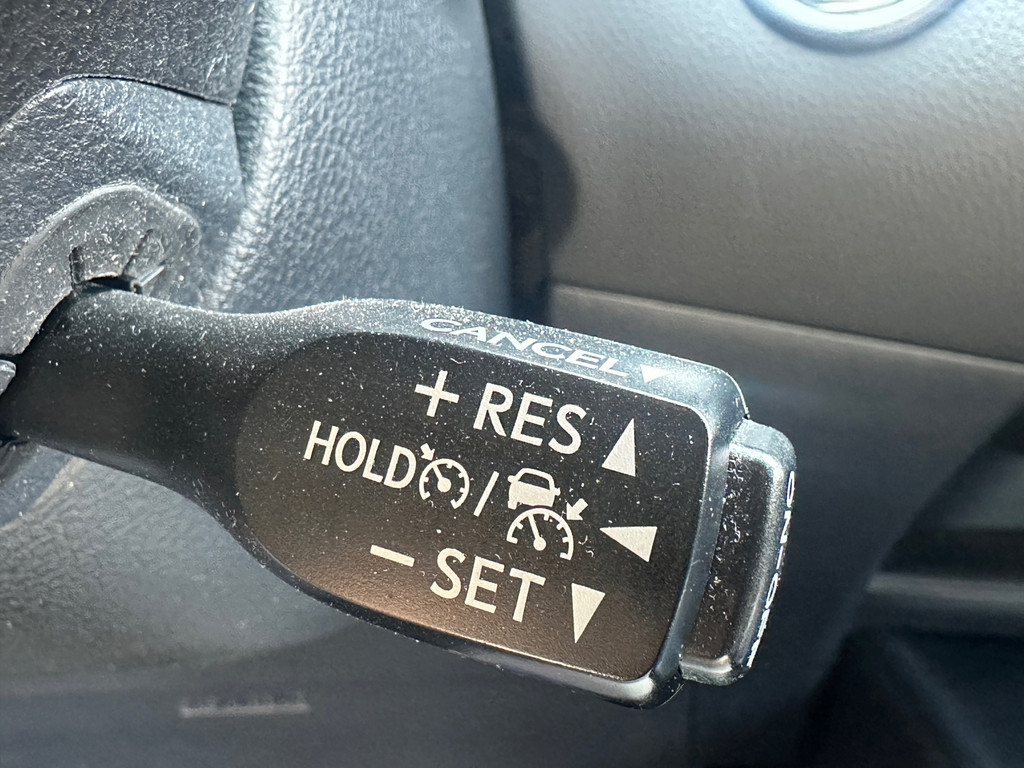 CANCEL
+ RES
HOLD /
− SET